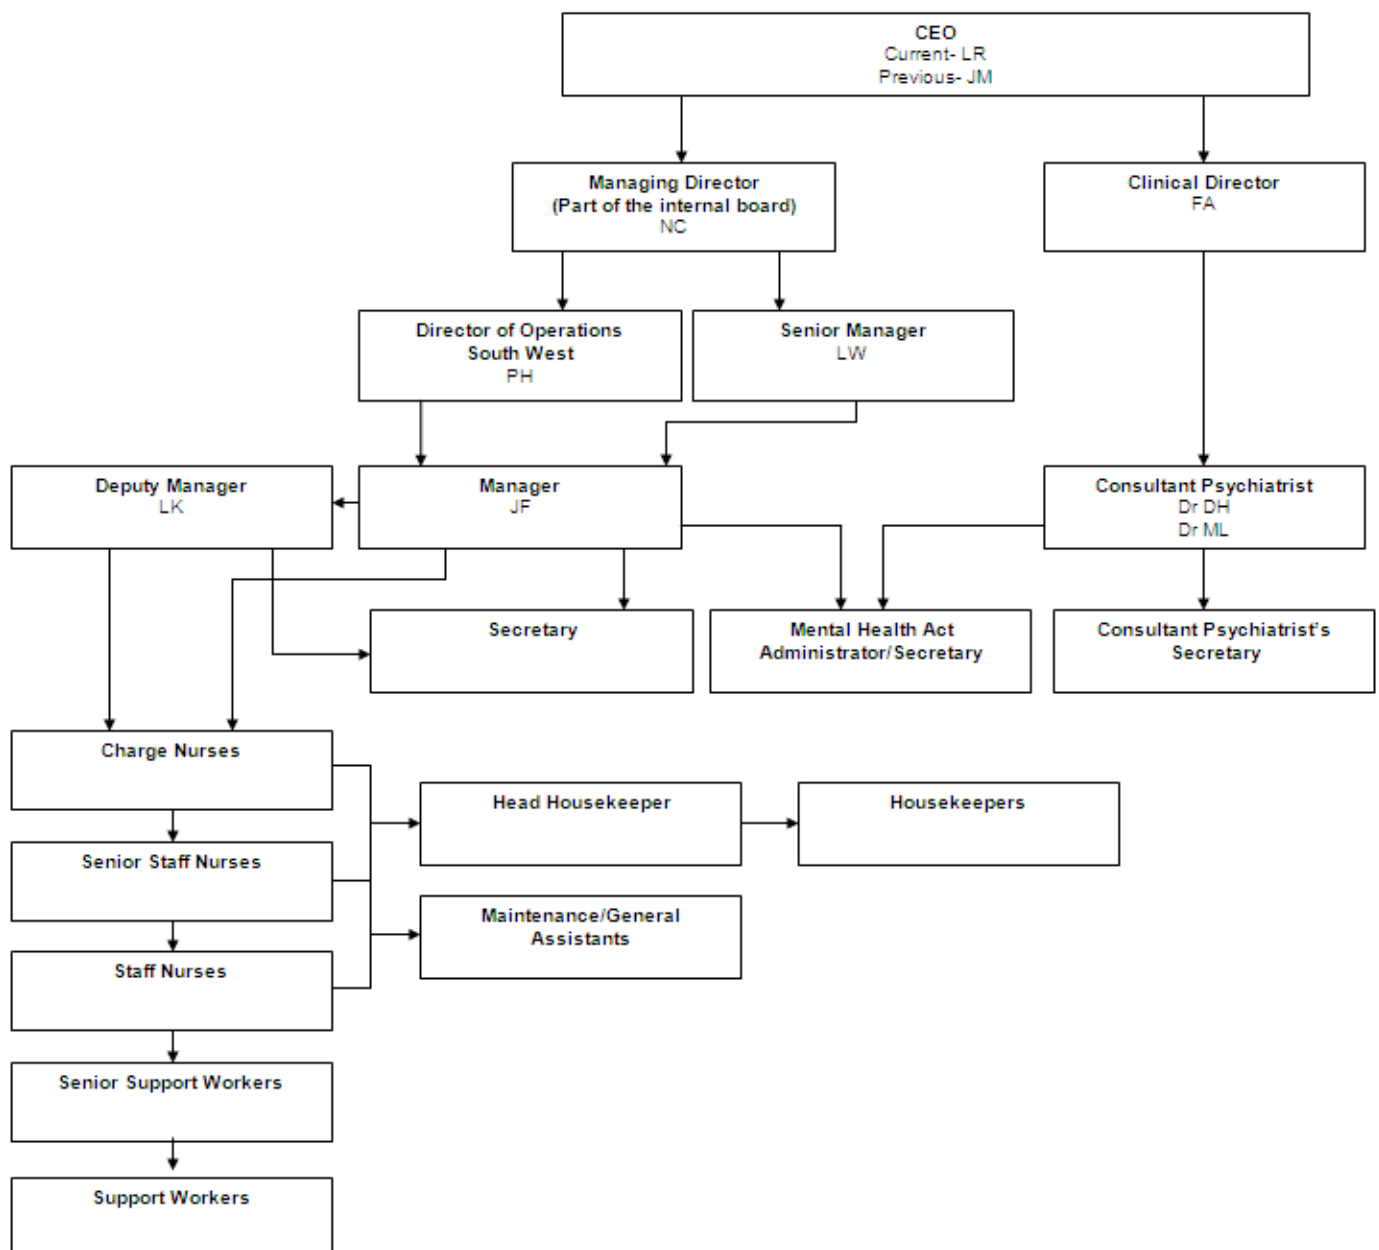 CEO
Current- LR
Previous- JM
Managing Director
(Part of the internal board)
NC
Clinical Director
FA
Director of Operations
South West
PH
Senior Manager
LW
Deputy Manager
LK
Manager
JF
Consultant Psychiatrist
Dr DH
Dr ML
Secretary
Mental Health Act
Administrator/Secretary
Consultant Psychiatrist's
Secretary
Charge Nurses
Head Housekeeper
Housekeepers
Senior Staff Nurses
Maintenance/General
Assistants
Staff Nurses
Senior Support Workers
Support Workers